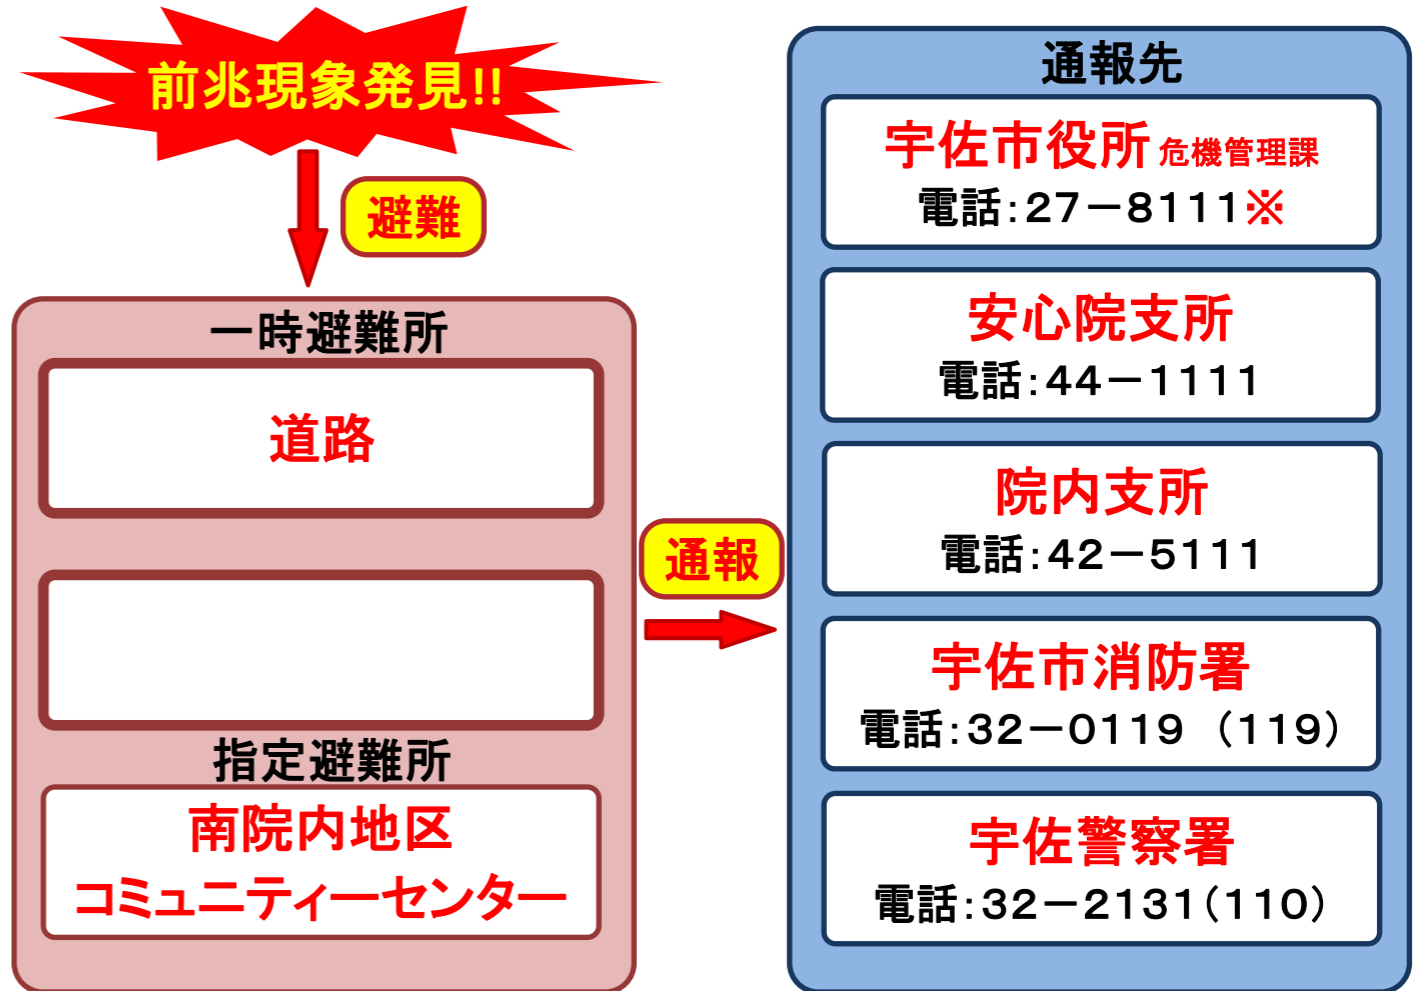 前兆現象発見!!
避難
一時避難所
道路
指定避難所
南院内地区
コミュニティーセンター
通報
通報先
宇佐市役所 危機管理課
電話:27-8111※
安心院支所
電話:44-1111
院内支所
電話:42-5111
宇佐市消防署
電話:32-0119 (119)
宇佐警察署
電話:32-2131(110)